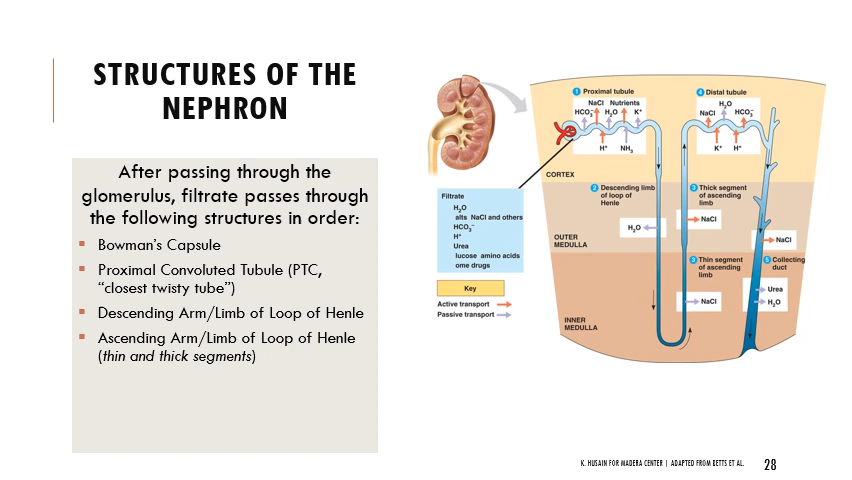 STRUCTURES OF THE
NEPHRON
After passing through the
glomerulus, filtrate passes through
the following structures in order:
Bowman's Capsule
Proximal Convoluted Tubule (PTC,
"closest twisty tube")
Descending Arm/Limb of Loop of Henle
Ascending Arm/Limb of Loop of Henle
(thin and thick segments)
1 Proximal tubule
NaCl Nutrients
HCO3− H2O K+
H+ NH3
4 Distal tubule
H2O
NaCl HCO3−
K+ H+
CORTEX
Filtrate
H2O
alts NaCl and others
HCO3−
H+
Urea
lucose amino acids
ome drugs
2 Descending limb
of loop of
Henle
3 Thick segment
of ascending
limb
NaCl
H2O
OUTER
MEDULLA
NaCl
3 Thin segment
of ascending
limb
5 Collecting
duct
Key
Active transport
Passive transport
NaCl
Urea
H2O
INNER
MEDULLA
K. HUSAIN FOR MADERA CENTER | ADAPTED FROM BETTS ET AL.
28